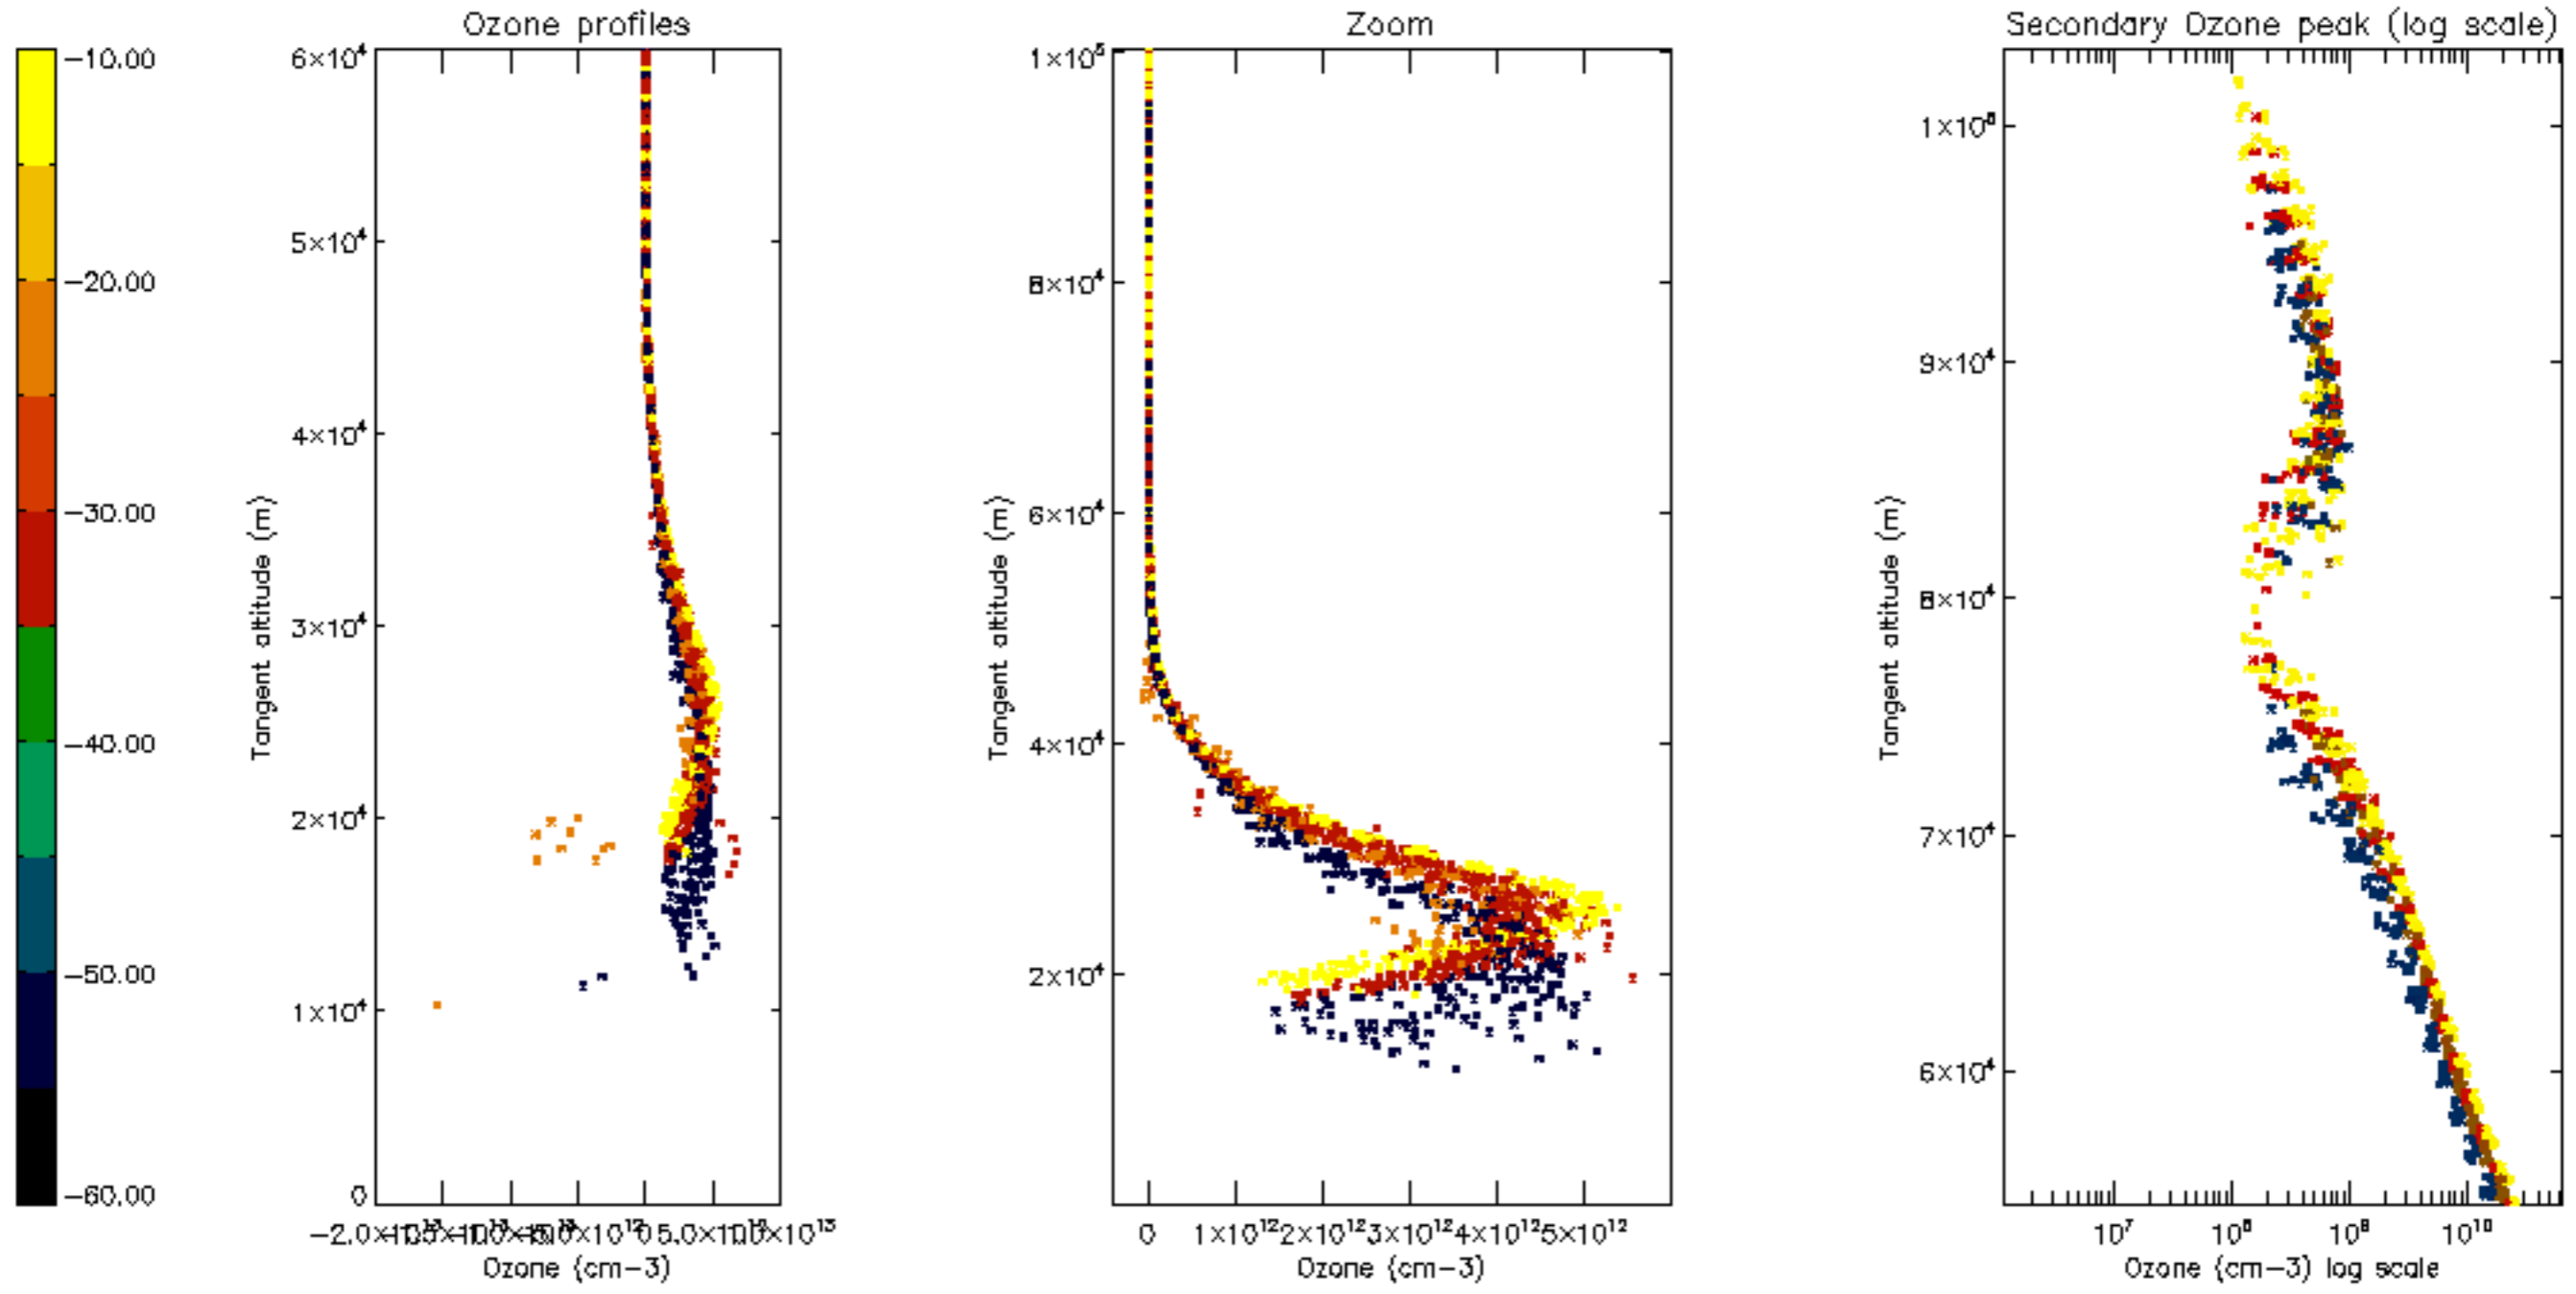 Ozone profiles
Zoom
Secondary Ozone peak (log scale)
−10.00
−20.00
−30.00
−40.00
−50.00
−60.00
6×10⁴
5×10⁴
4×10⁴
3×10⁴
2×10⁴
1×10⁴
0
Tangent altitude (m)
Ozone (cm−3)
1×10⁵
8×10⁴
6×10⁴
4×10⁴
2×10⁴
Tangent altitude (m)
0 1×10¹² 2×10¹² 3×10¹² 4×10¹² 5×10¹²
Ozone (cm−3)
1×10⁵
9×10⁴
8×10⁴
7×10⁴
6×10⁴
Tangent altitude (m)
10⁷ 10⁸ 10⁹ 10¹⁰
Ozone (cm−3) log scale